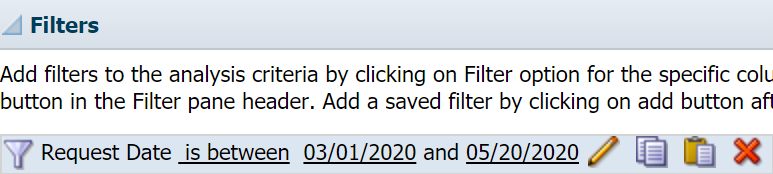 Filters
Add filters to the analysis criteria by clicking on Filter option for the specific
button in the Filter pane header. Add a saved filter by clicking on add button
Request Date is between 03/01/2020 and 05/20/2020